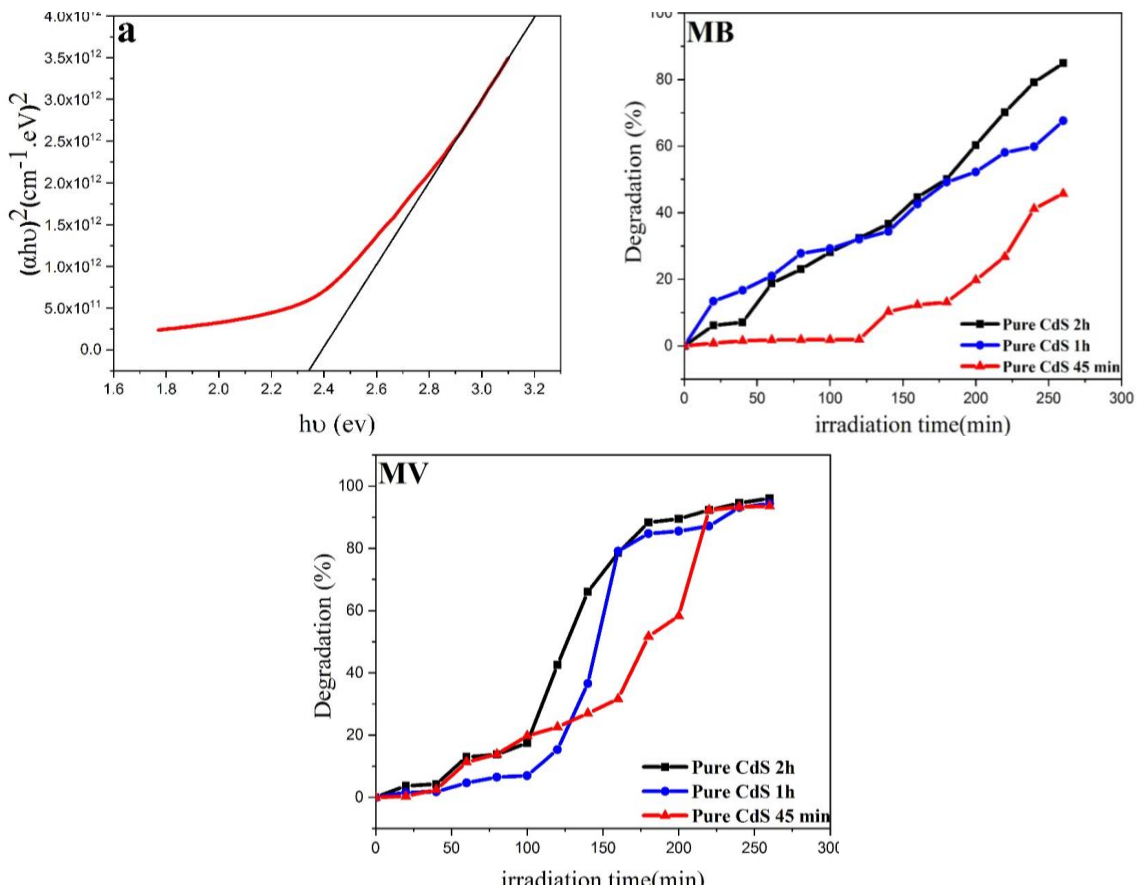 a
4.0x10¹²
3.5x10¹²
3.0x10¹²
2.5x10¹²
2.0x10¹²
1.5x10¹²
1.0x10¹²
5.0x10¹¹
0.0
(αhυ)²(cm⁻¹.eV)²
1.6 1.8 2.0 2.2 2.4 2.6 2.8 3.0 3.2
hυ (ev)
MB
100
80
60
40
20
0
Degradation (%)
Pure CdS 2h
Pure CdS 1h
Pure CdS 45 min
0 50 100 150 200 250 300
irradiation time(min)
MV
100
80
60
40
20
0
Degradation (%)
Pure CdS 2h
Pure CdS 1h
Pure CdS 45 min
0 50 100 150 200 250 300
irradiation time(min)